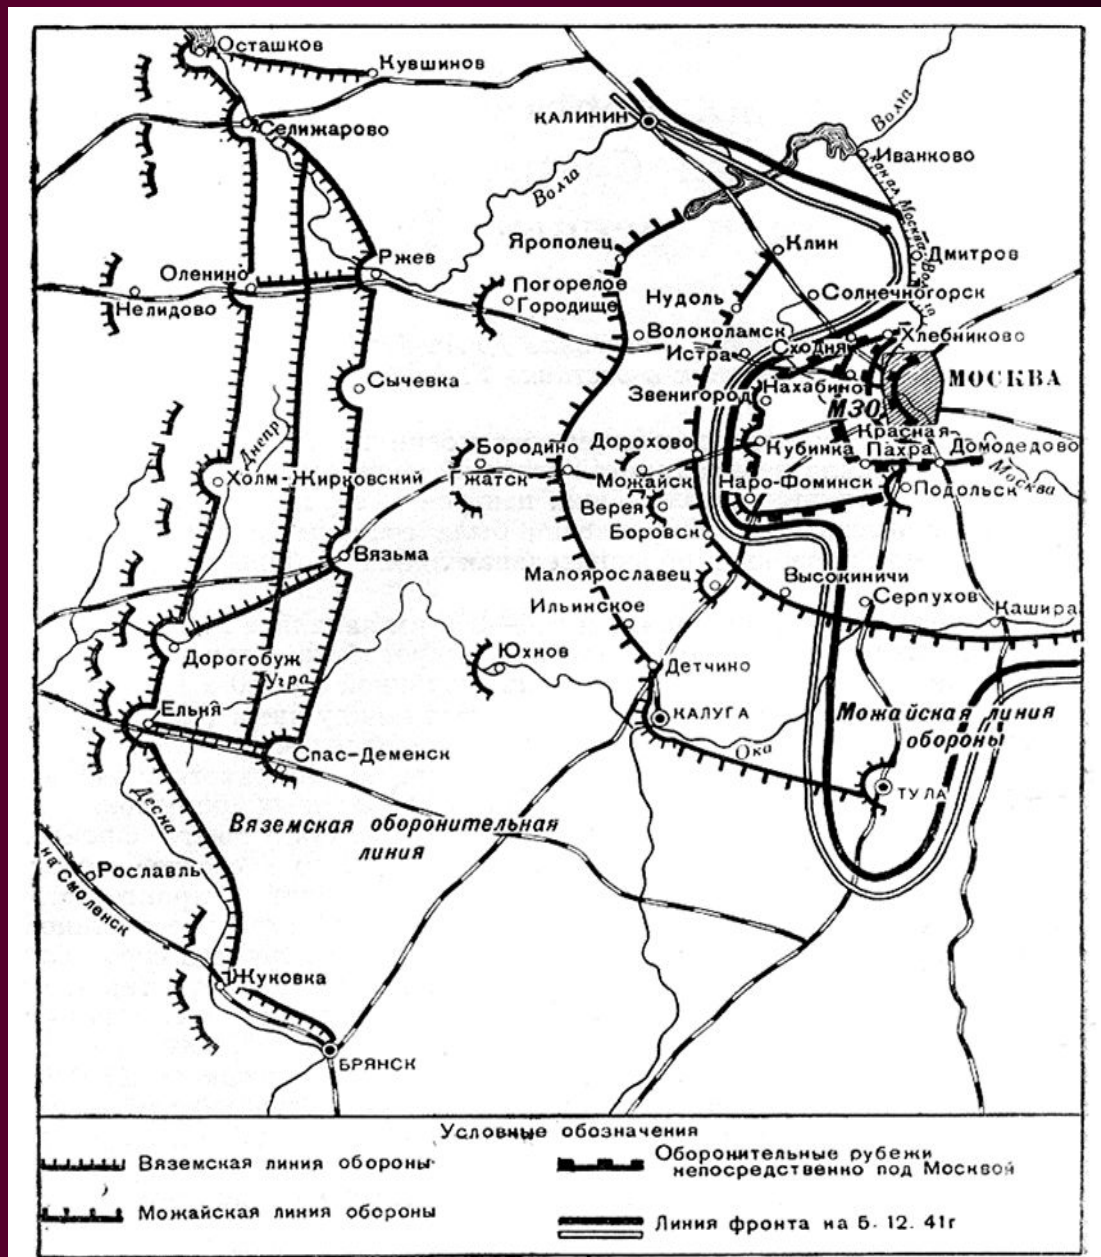 Осташков
Кувшинов
Селижарово
КАЛИНИН
Волга
Иванково
Канал Москва Волга
Волга
Ярополец
Клин
Дмитров
Ржев
Оленино
Нелидово
Погорелое
Городище
Нудоль
Солнечногорск
Волоколамск
Хлебниково
Истра
Сходня
Сычевка
Звенигород
Нахабино
МОСКВА
МЗО
Днепр
Холм-Жирковский
Бородино
Гжатск
Дорохово
Можайск
Кубинка
Красная
Пахра
Домодедово
Москва
Наро-Фоминск
Подольск
Верея
Боровск
Вязьма
Малоярославец
Высокиничи
Серпухов
Кашира
Ильинское
Дорогобуж
Юхнов
Детчино
Угра
Ельня
КАЛУГА
Можайская линия
обороны
Ока
Спас-Деменск
ТУЛА
Десна
Вяземская оборонительная
линия
Рославль
на Смоленск
Жуковка
БРЯНСК
Условные обозначения
Вяземская линия обороны
Можайская линия обороны
Оборонительные рубежи
непосредственно под Москвой
Линия фронта на 5. 12. 41г